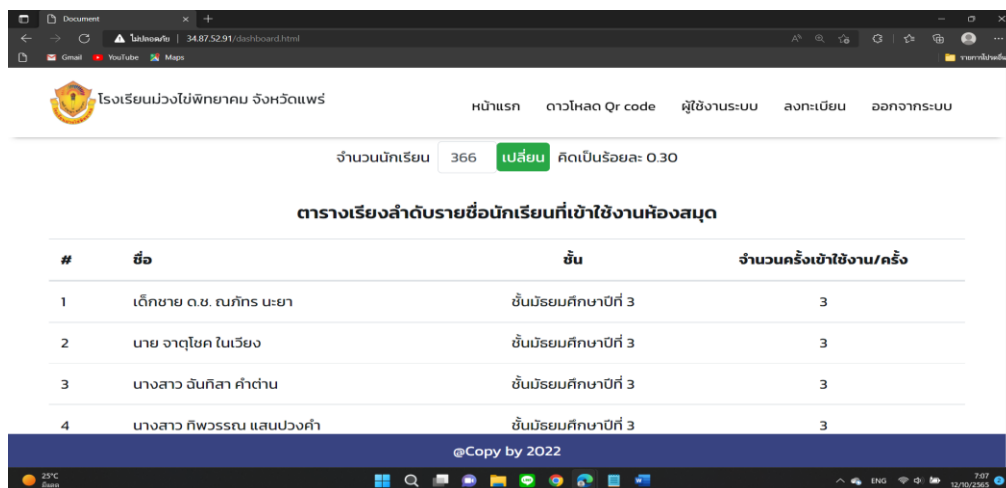 Document
ไม่ปลอดภัย | 34.87.52.91/dashboard.html
Gmail YouTube Maps
โรงเรียนม่วงไข่พิทยาคม จังหวัดแพร่
หน้าแรก ดาวโหลด Qr code ผู้ใช้งานระบบ ลงทะเบียน ออกจากระบบ
จำนวนนักเรียน 366 เปลี่ยน คิดเป็นร้อยละ 0.30
ตารางเรียงลำดับรายชื่อนักเรียนที่เข้าใช้งานห้องสมุด
# ชื่อ ชั้น จำนวนครั้งเข้าใช้งาน/ครั้ง
1 เด็กชาย ด.ช. ณภัทร นะยา ชั้นมัธยมศึกษาปีที่ 3 3
2 นาย จาตุโชค ในเวียง ชั้นมัธยมศึกษาปีที่ 3 3
3 นางสาว ฉันทิสา คำต่าน ชั้นมัธยมศึกษาปีที่ 3 3
4 นางสาว ทิพวรรณ แสนปวงคำ ชั้นมัธยมศึกษาปีที่ 3 3
@Copy by 2022
25°C
ENG 7:07
12/10/2565